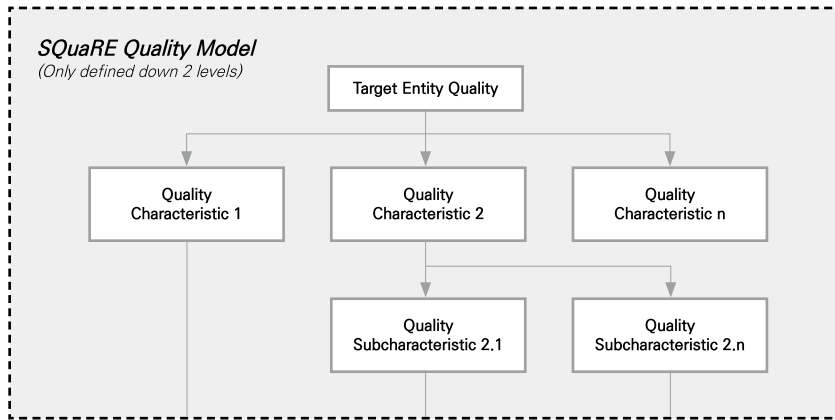 SQuaRE Quality Model
(Only defined down 2 levels)
Target Entity Quality
Quality
Characteristic 1
Quality
Characteristic 2
Quality
Characteristic n
Quality
Subcharacteristic 2.1
Quality
Subcharacteristic 2.n